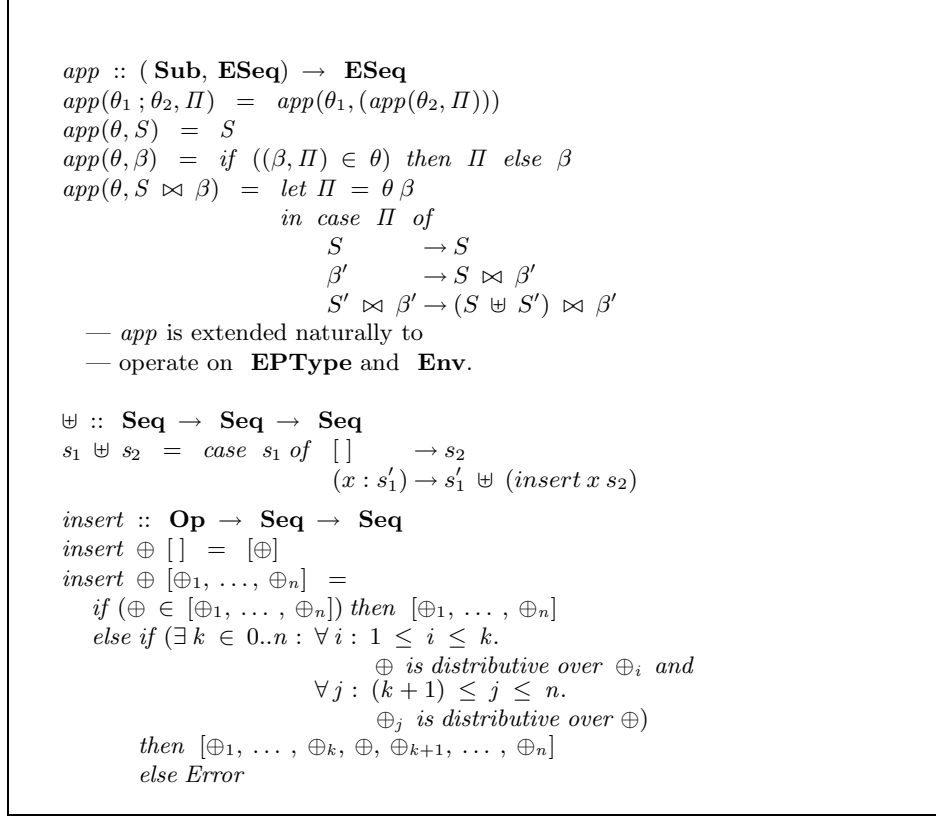 app :: ( Sub, ESeq) → ESeq
app(θ₁ ; θ₂, Π) = app(θ₁, (app(θ₂, Π)))
app(θ, S) = S
app(θ, β) = if ((β, Π) ∈ θ) then Π else β
app(θ, S ⋈ β) = let Π = θ β
in case Π of
S → S
β′ → S ⋈ β′
S′ ⋈ β′ → (S ⊎ S′) ⋈ β′
— app is extended naturally to
— operate on EPType and Env.
⊎ :: Seq → Seq → Seq
s₁ ⊎ s₂ = case s₁ of [ ] → s₂
(x : s′₁) → s′₁ ⊎ (insert x s₂)
insert :: Op → Seq → Seq
insert ⊕ [ ] = [⊕]
insert ⊕ [⊕₁, …, ⊕ₙ] =
if (⊕ ∈ [⊕₁, … , ⊕ₙ]) then [⊕₁, … , ⊕ₙ]
else if (∃ k ∈ 0..n : ∀ i : 1 ≤ i ≤ k.
⊕ is distributive over ⊕ᵢ and
∀ j : (k + 1) ≤ j ≤ n.
⊕ⱼ is distributive over ⊕)
then [⊕₁, … , ⊕ₖ, ⊕, ⊕ₖ₊₁, … , ⊕ₙ]
else Error